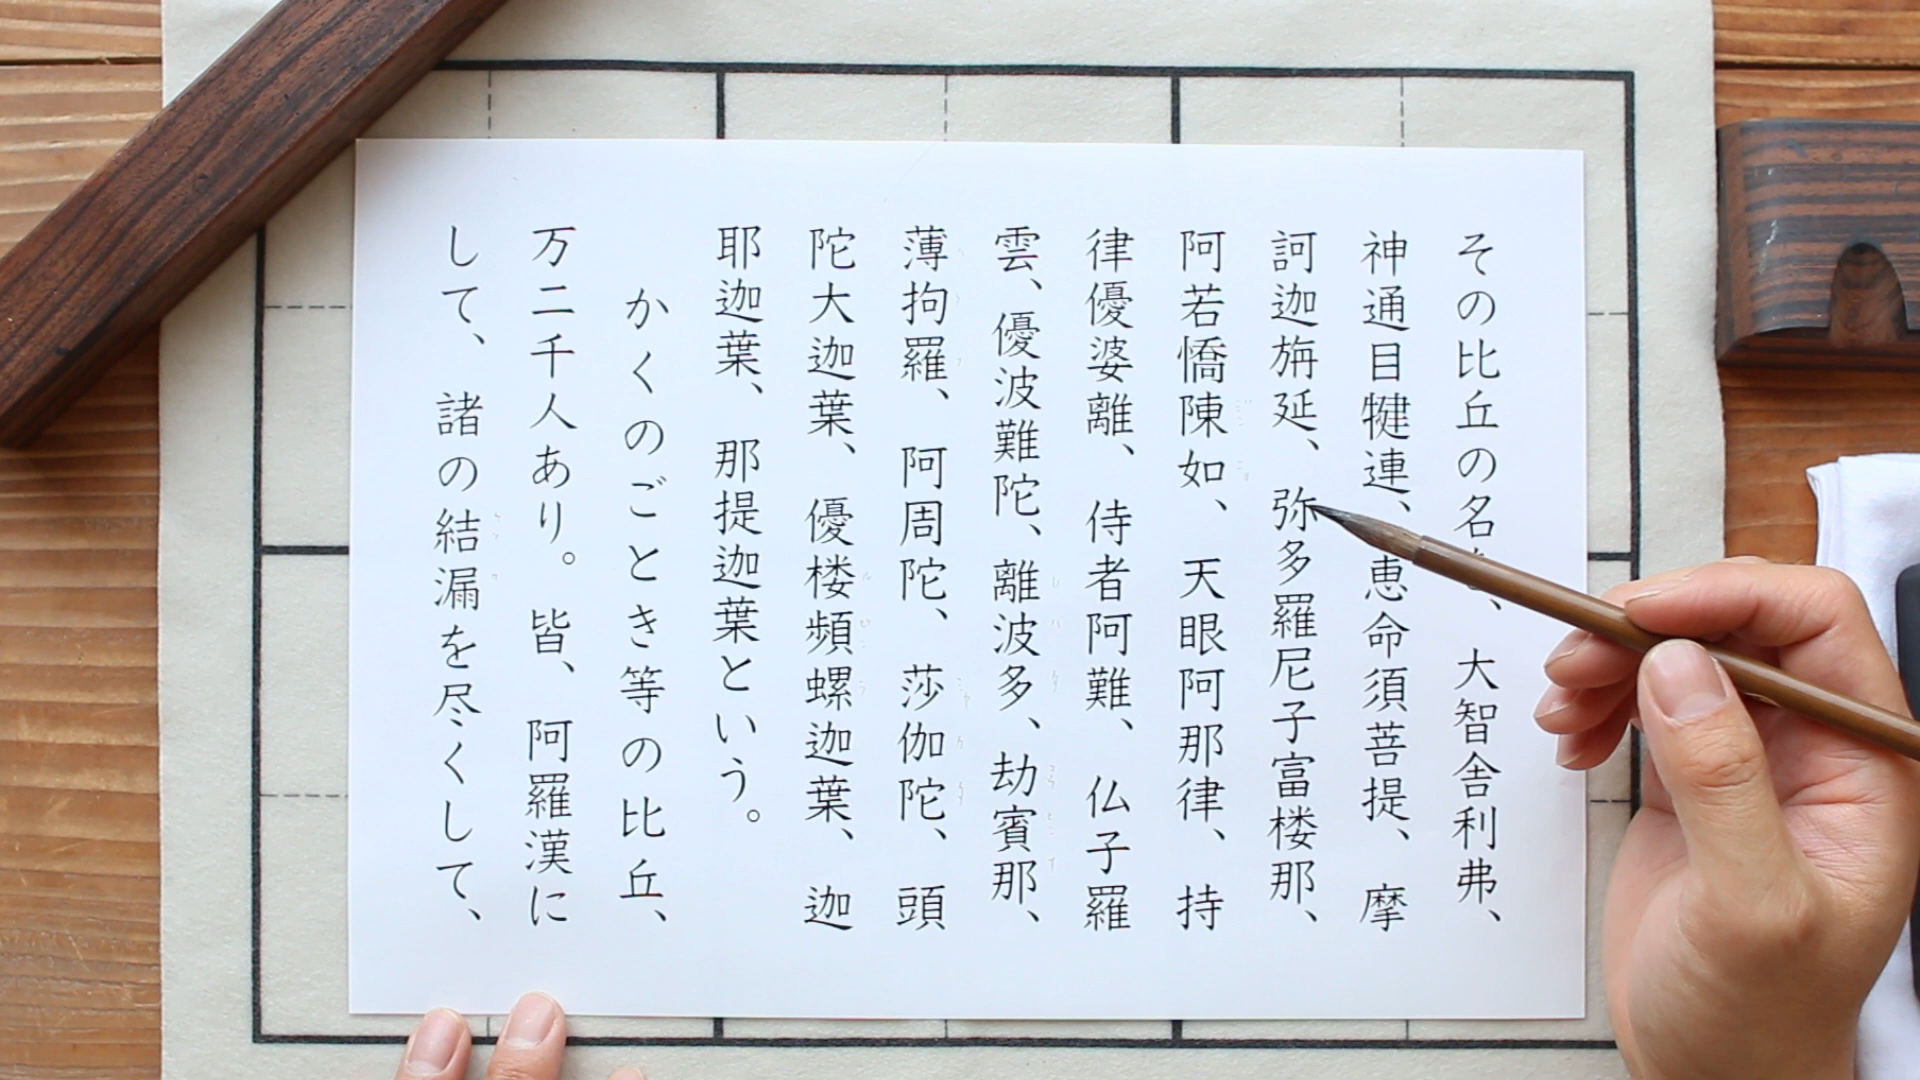 その比丘の名は、大智舎利弗、
神通目犍連、恵命須菩提、摩
訶迦旃延、弥多羅尼子富楼那、
阿若憍陳如、天眼阿那律、持
律優婆離、侍者阿難、仏子羅
雲、優波難陀、離波多、劫賓那、
薄拘羅、阿周陀、莎伽陀、頭
陀大迦葉、優楼頻螺迦葉、迦
耶迦葉、那提迦葉という。
かくのごとき等の比丘、
万二千人あり。皆、阿羅漢に
して、諸の結漏を尽くして、